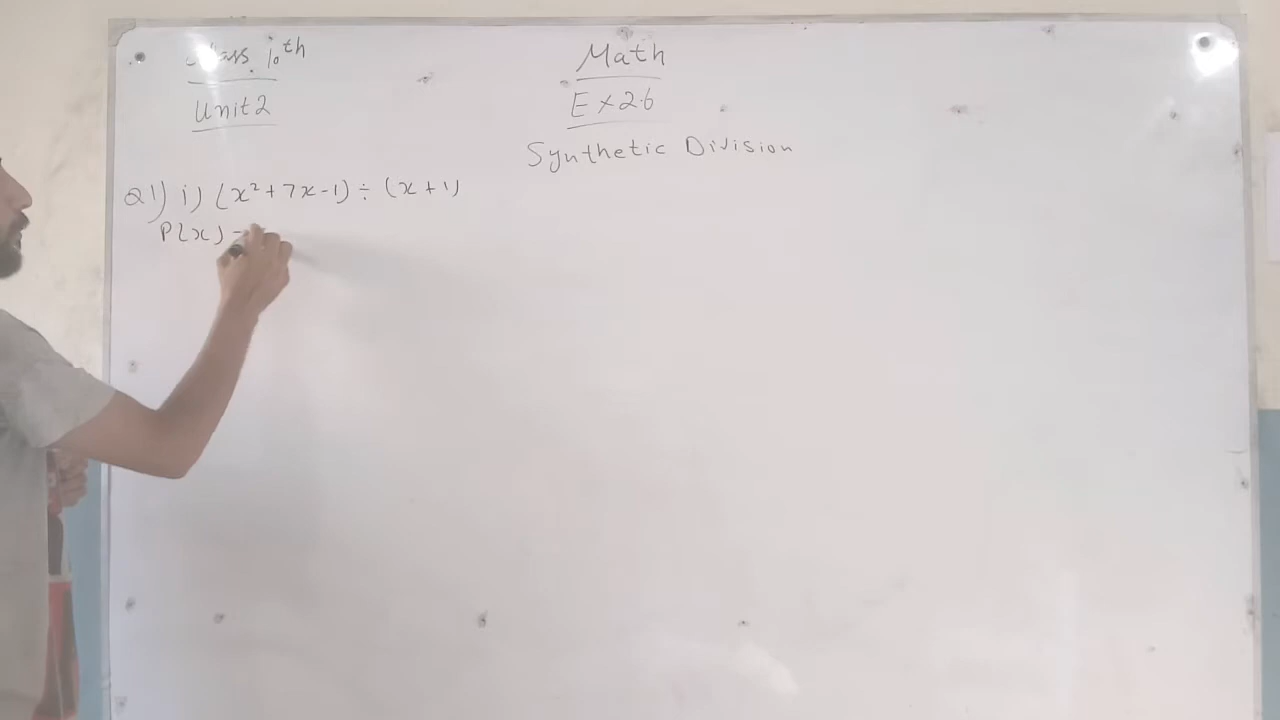 Class 10th
Math
Unit 2
Ex 2.6
Synthetic Division
Q1) i) (x² + 7x - 1) ÷ (x + 1)
P(x) =